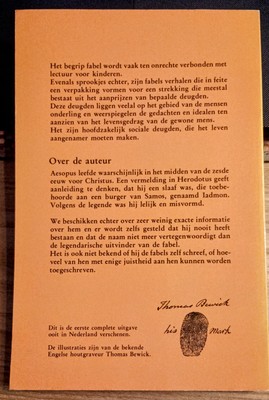 Het begrip fabel wordt vaak ten onrechte verbonden met
lectuur voor kinderen.
Evenals sprookjes echter, zijn fabels verhalen die in feite
een verpakking vormen voor een strekking die meestal
bestaat uit het aanprijzen van bepaalde deugden.
Deze deugden liggen veelal op het gebied van de mensen
onderling en weerspiegelen de gedachten en idealen ten
aanzien van het levensgedrag van de gewone mens.
Het zijn hoofdzakelijk sociale deugden, die het leven
aangenamer moeten maken.
Over de auteur
Aesopus leefde waarschijnlijk in het midden van de zesde
eeuw voor Christus. Een vermelding in Herodotus geeft
aanleiding te denken, dat hij een slaaf was, die toebe-
hoorde aan een burger van Samos, genaamd Iadmon.
Volgens de legende was hij lelijk en misvormd.
We beschikken echter over zeer weinig exacte informatie
over hem en er wordt zelfs gesteld dat hij nooit heeft
bestaan en dat de naam niet meer vertegenwoordigt dan
de legendarische uitvinder van de fabel.
Het is ook niet bekend of hij de fabels zelf schreef, of hoe-
veel van hen met enige juistheid aan hen kunnen worden
toegeschreven.
Thomas Bewick
his mark
Dit is de eerste complete uitgave
ooit in Nederland verschenen.
De illustraties zijn van de bekende
Engelse houtgraveur Thomas Bewick.